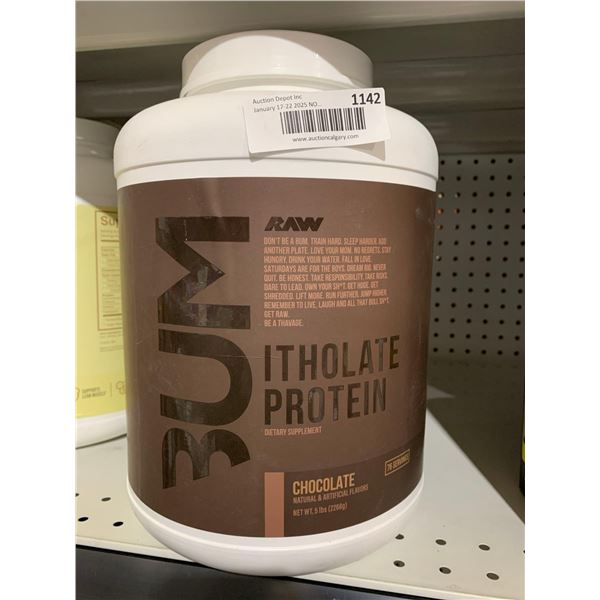 Auction Depot Inc
January 17-22 2025 NO...
1142
www.auctioncalgary.com
BUM
RAW
DON'T BE A BUM. TRAIN HARD. SLEEP HARDER. ADD
ANOTHER PLATE. LOVE YOUR MOM. NO REGRETS. STAY
HUNGRY. DRINK YOUR WATER. FALL IN LOVE.
SATURDAYS ARE FOR THE BOYS. DREAM BIG. NEVER
QUIT. BE HONEST. TAKE RESPONSIBILITY. TAKE RISKS.
DARE TO LEAD. OWN YOUR SH*T. GET HUGE. GET
SHREDDED. LIFT MORE. RUN FURTHER. JUMP HIGHER.
REMEMBER TO LIVE, LAUGH AND ALL THAT BULL SH*T.
GET RAW.
BE A THAVAGE.
ITHOLATE
PROTEIN
DIETARY SUPPLEMENT
CHOCOLATE
NATURAL & ARTIFICIAL FLAVORS
NET WT. 5 lbs (2268g)
76 SERVINGS
SUPPORTS
LEAN MUSCLE